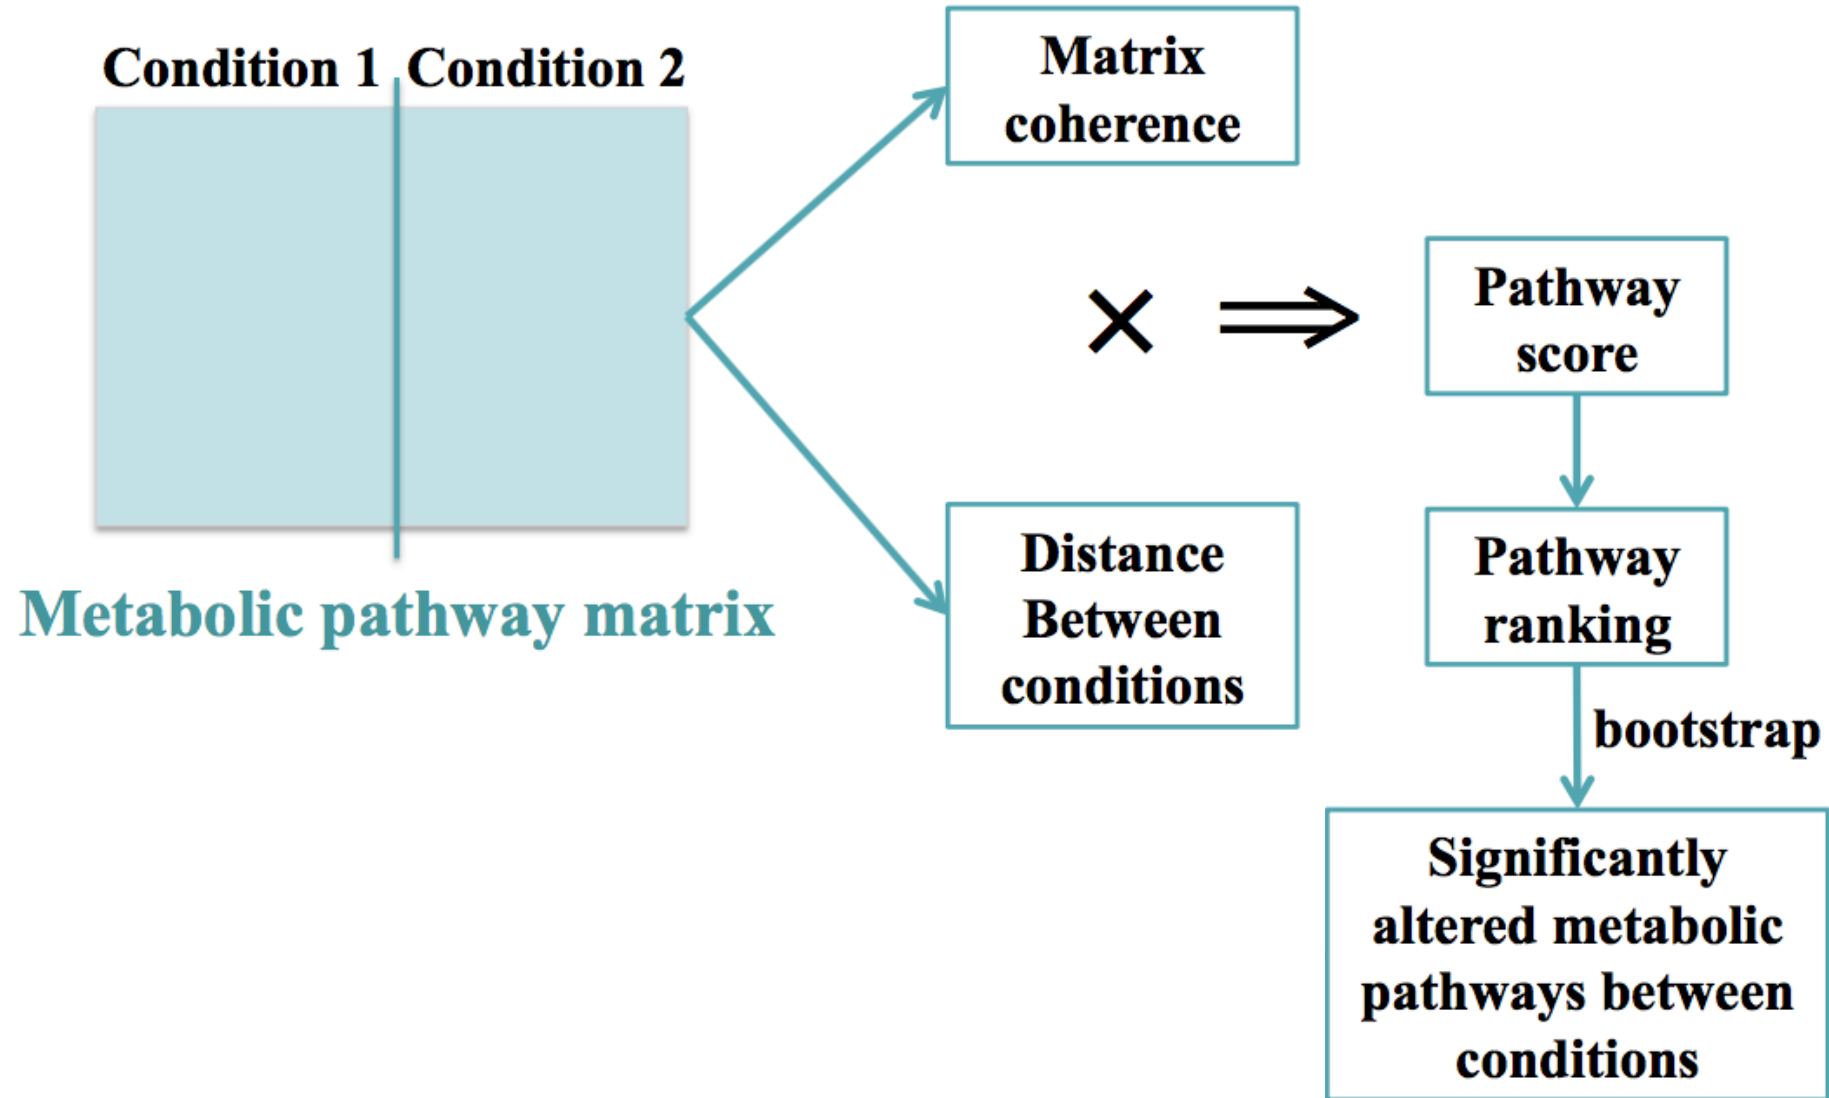 Condition 1 Condition 2
Metabolic pathway matrix
Matrix
coherence
×
Distance
Between
conditions
⇒
Pathway
score
Pathway
ranking
bootstrap
Significantly
altered metabolic
pathways between
conditions